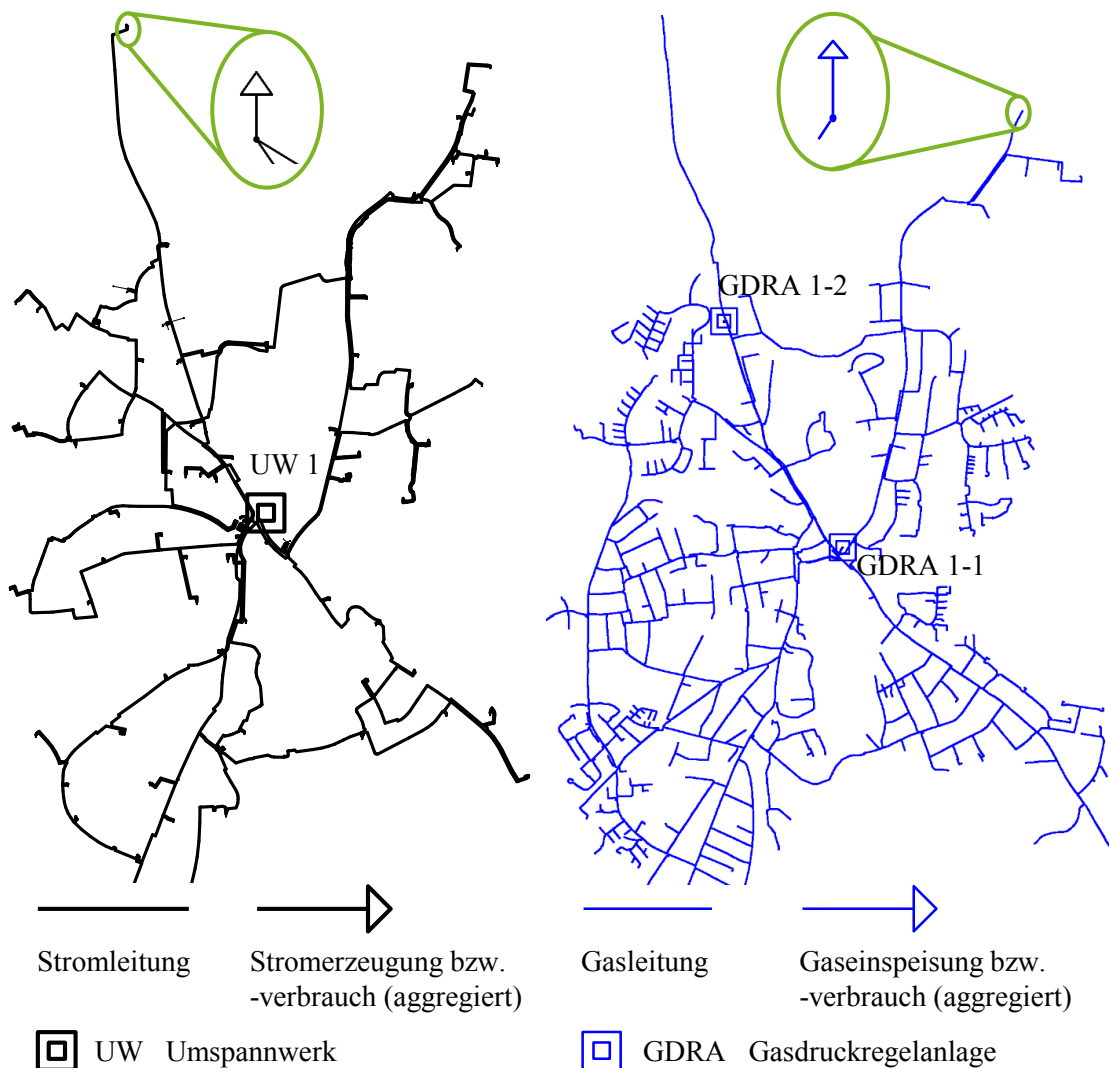 GDRA 1-2
UW 1
GDRA 1-1
Stromleitung
Stromerzeugung bzw.
-verbrauch (aggregiert)
Gasleitung
Gaseinspeisung bzw.
-verbrauch (aggregiert)
UW Umspannwerk
GDRA Gasdruckregelanlage